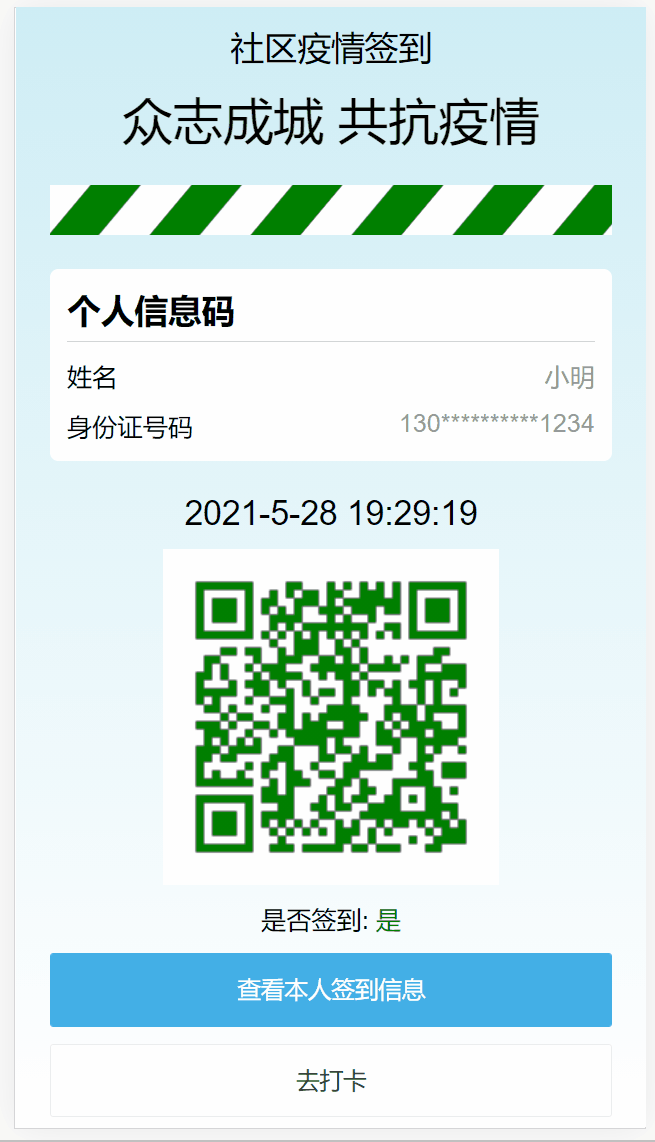 社区疫情签到
众志成城 共抗疫情
个人信息码
姓名 小明
身份证号码 130**********1234
2021-5-28 19:29:19
是否签到: 是
查看本人签到信息
去打卡